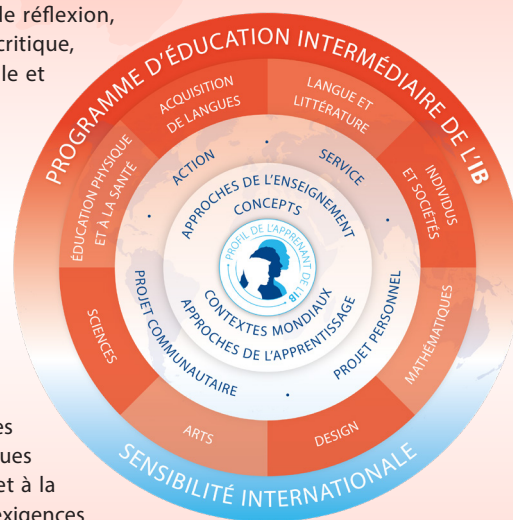 de réflexion,
critique,
le et
PROGRAMME D'ÉDUCATION INTERMÉDIAIRE DE L'IB
ACQUISITION
DE LANGUES
LANGUE ET
LITTÉRATURE
INDIVIDUS
ET SOCIÉTÉS
MATHÉMATIQUES
DESIGN
ARTS
SCIENCES
ÉDUCATION PHYSIQUE
ET À LA SANTÉ
ACTION
SERVICE
PROJET PERSONNEL
PROJET COMMUNAUTAIRE
APPROCHES DE L'ENSEIGNEMENT
CONCEPTS
PROFIL DE L'APPRENANT DE L'IB
CONTEXTES MONDIAUX
APPROCHES DE L'APPRENTISSAGE
SENSIBILITÉ INTERNATIONALE
es
ues
et à la
exigences